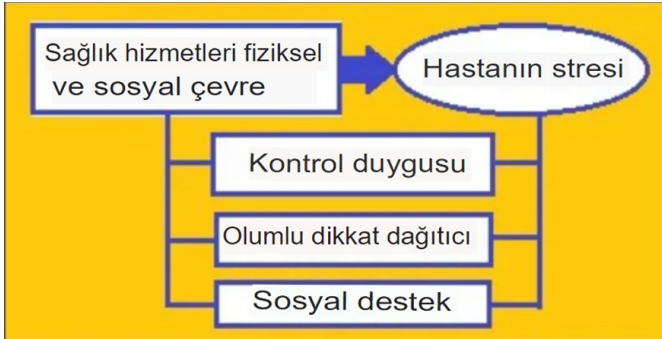 Sağlık hizmetleri fiziksel
ve sosyal çevre
Hastanın stresi
Kontrol duygusu
Olumlu dikkat dağıtıcı
Sosyal destek